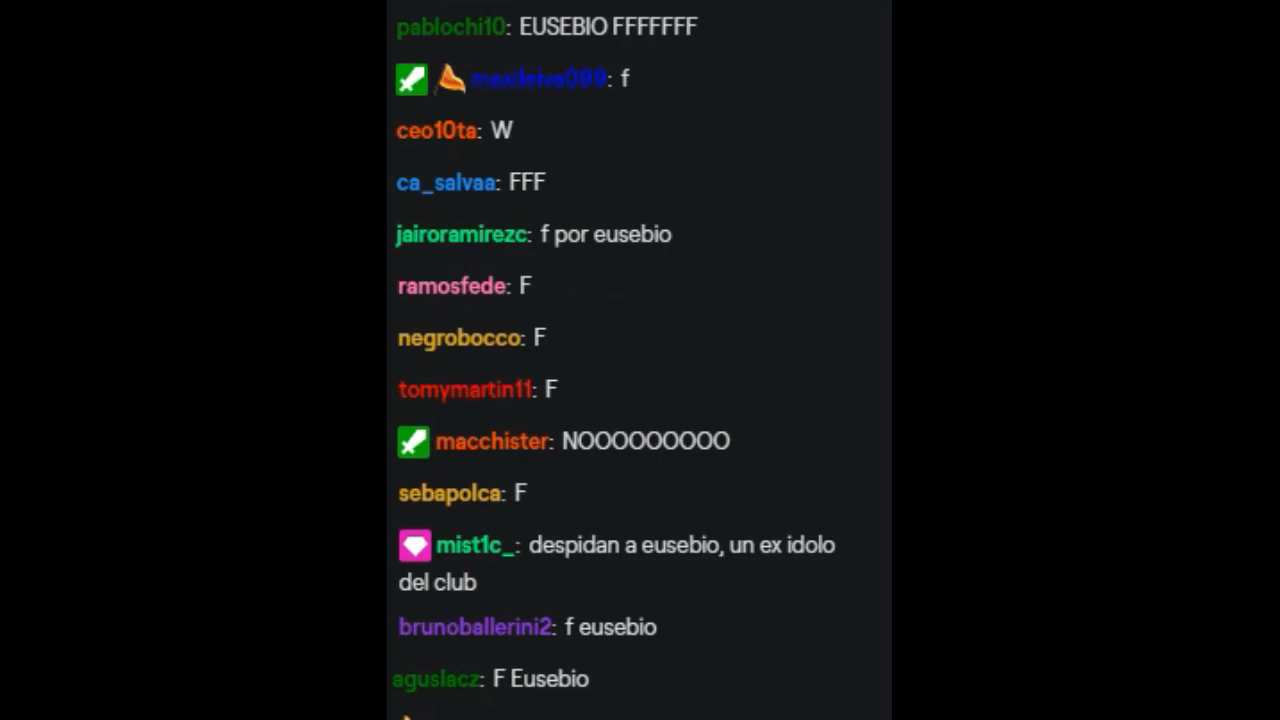 pablochi10: EUSEBIO FFFFFFF
maxileiva099: f
ceo10ta: W
ca_salvaa: FFF
jairoramirezc: f por eusebio
ramosfede: F
negrobocco: F
tomymartin11: F
macchister: NOOOOOOOOO
sebapolca: F
mist1c_: despidan a eusebio, un ex idolo
del club
brunoballerini2: f eusebio
aguslacz: F Eusebio